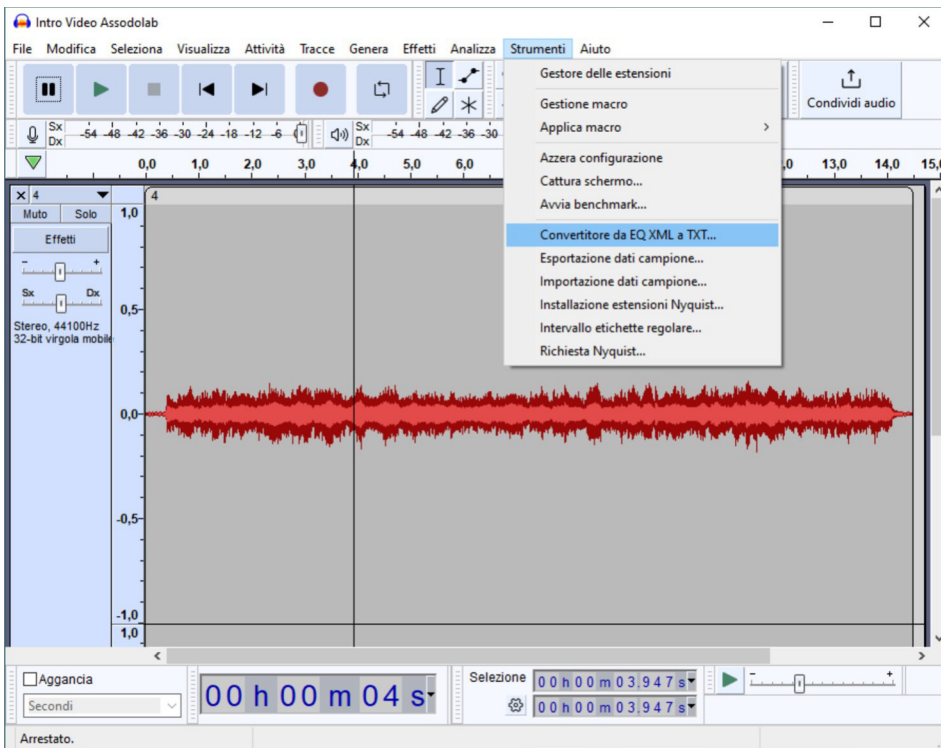 Intro Video Assodolab
File Modifica Seleziona Visualizza Attività Tracce Genera Effetti Analizza Strumenti Aiuto
Gestore delle estensioni
Gestione macro
Applica macro
Azzera configurazione
Cattura schermo...
Avvia benchmark...
Convertitore da EQ XML a TXT...
Esportazione dati campione...
Importazione dati campione...
Installazione estensioni Nyquist...
Intervallo etichette regolare...
Richiesta Nyquist...
Condividi audio
Sx
Dx
-54 -48 -42 -36 -30 -24 -18 -12 -6
Sx
Dx
-54 -48 -42 -36 -30
0,0 1,0 2,0 3,0 4,0 5,0 6,0 13,0 14,0
4
4
Muto Solo
Effetti
- +
Sx Dx
Stereo, 44100Hz
32-bit virgola mobile
1,0
0,5
0,0
-0,5
-1,0
1,0
Aggancia
Secondi
00 h 00 m 04 s
Selezione
00 h 00 m 03.947 s
00 h 00 m 03.947 s
- +
Arrestato.